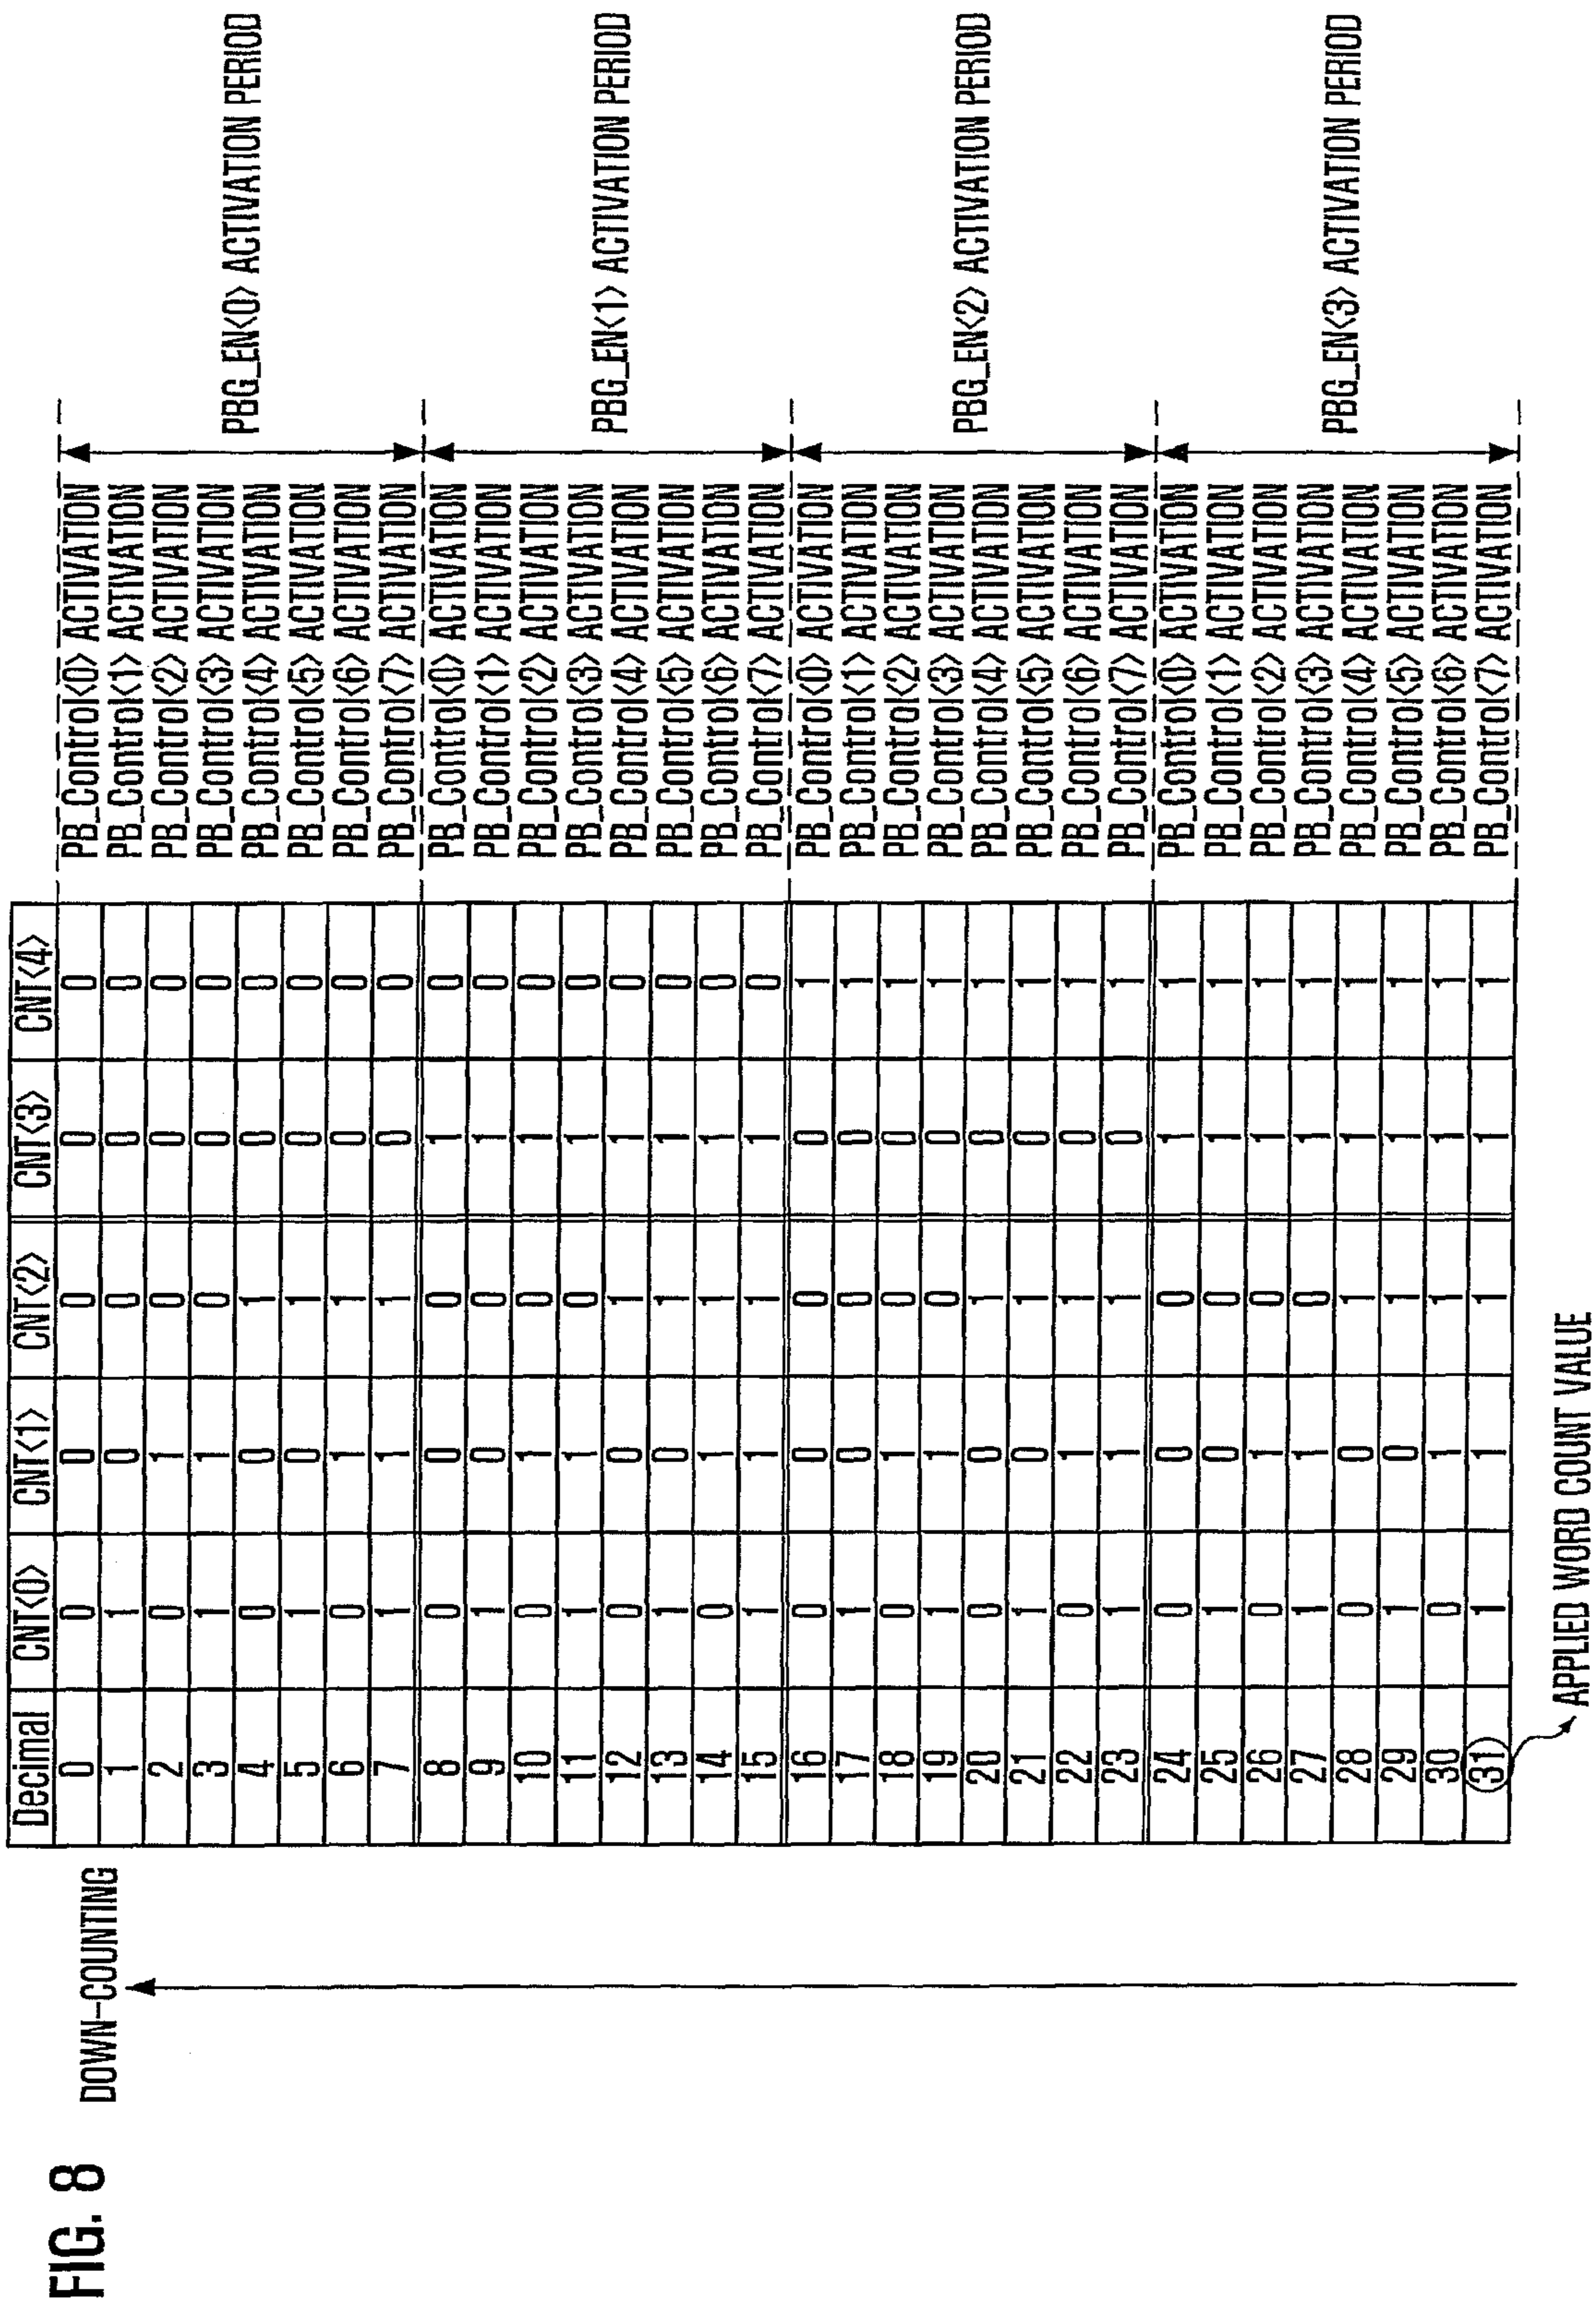 FIG. 8
DOWN-COUNTING
Decimal CNT<0> CNT<1> CNT<2> CNT<3> CNT<4>
0 0 0 0 0 0 PB_Control<0> ACTIVATION
1 1 0 0 0 0 PB_Control<1> ACTIVATION
2 0 1 0 0 0 PB_Control<2> ACTIVATION
3 1 1 0 0 0 PB_Control<3> ACTIVATION
4 0 0 1 0 0 PB_Control<4> ACTIVATION
5 1 0 1 0 0 PB_Control<5> ACTIVATION
6 0 1 1 0 0 PB_Control<6> ACTIVATION
7 1 1 1 0 0 PB_Control<7> ACTIVATION
PBG_EN<0> ACTIVATION PERIOD
8 0 0 0 1 0 PB_Control<0> ACTIVATION
9 1 0 0 1 0 PB_Control<1> ACTIVATION
10 0 1 0 1 0 PB_Control<2> ACTIVATION
11 1 1 0 1 0 PB_Control<3> ACTIVATION
12 0 0 1 1 0 PB_Control<4> ACTIVATION
13 1 0 1 1 0 PB_Control<5> ACTIVATION
14 0 1 1 1 0 PB_Control<6> ACTIVATION
15 1 1 1 1 0 PB_Control<7> ACTIVATION
PBG_EN<1> ACTIVATION PERIOD
16 0 0 0 0 1 PB_Control<0> ACTIVATION
17 1 0 0 0 1 PB_Control<1> ACTIVATION
18 0 1 0 0 1 PB_Control<2> ACTIVATION
19 1 1 0 0 1 PB_Control<3> ACTIVATION
20 0 0 1 0 1 PB_Control<4> ACTIVATION
21 1 0 1 0 1 PB_Control<5> ACTIVATION
22 0 1 1 0 1 PB_Control<6> ACTIVATION
23 1 1 1 0 1 PB_Control<7> ACTIVATION
PBG_EN<2> ACTIVATION PERIOD
24 0 0 0 1 1 PB_Control<0> ACTIVATION
25 1 0 0 1 1 PB_Control<1> ACTIVATION
26 0 1 0 1 1 PB_Control<2> ACTIVATION
27 1 1 0 1 1 PB_Control<3> ACTIVATION
28 0 0 1 1 1 PB_Control<4> ACTIVATION
29 1 0 1 1 1 PB_Control<5> ACTIVATION
30 0 1 1 1 1 PB_Control<6> ACTIVATION
31 1 1 1 1 1 PB_Control<7> ACTIVATION
PBG_EN<3> ACTIVATION PERIOD
APPLIED WORD COUNT VALUE